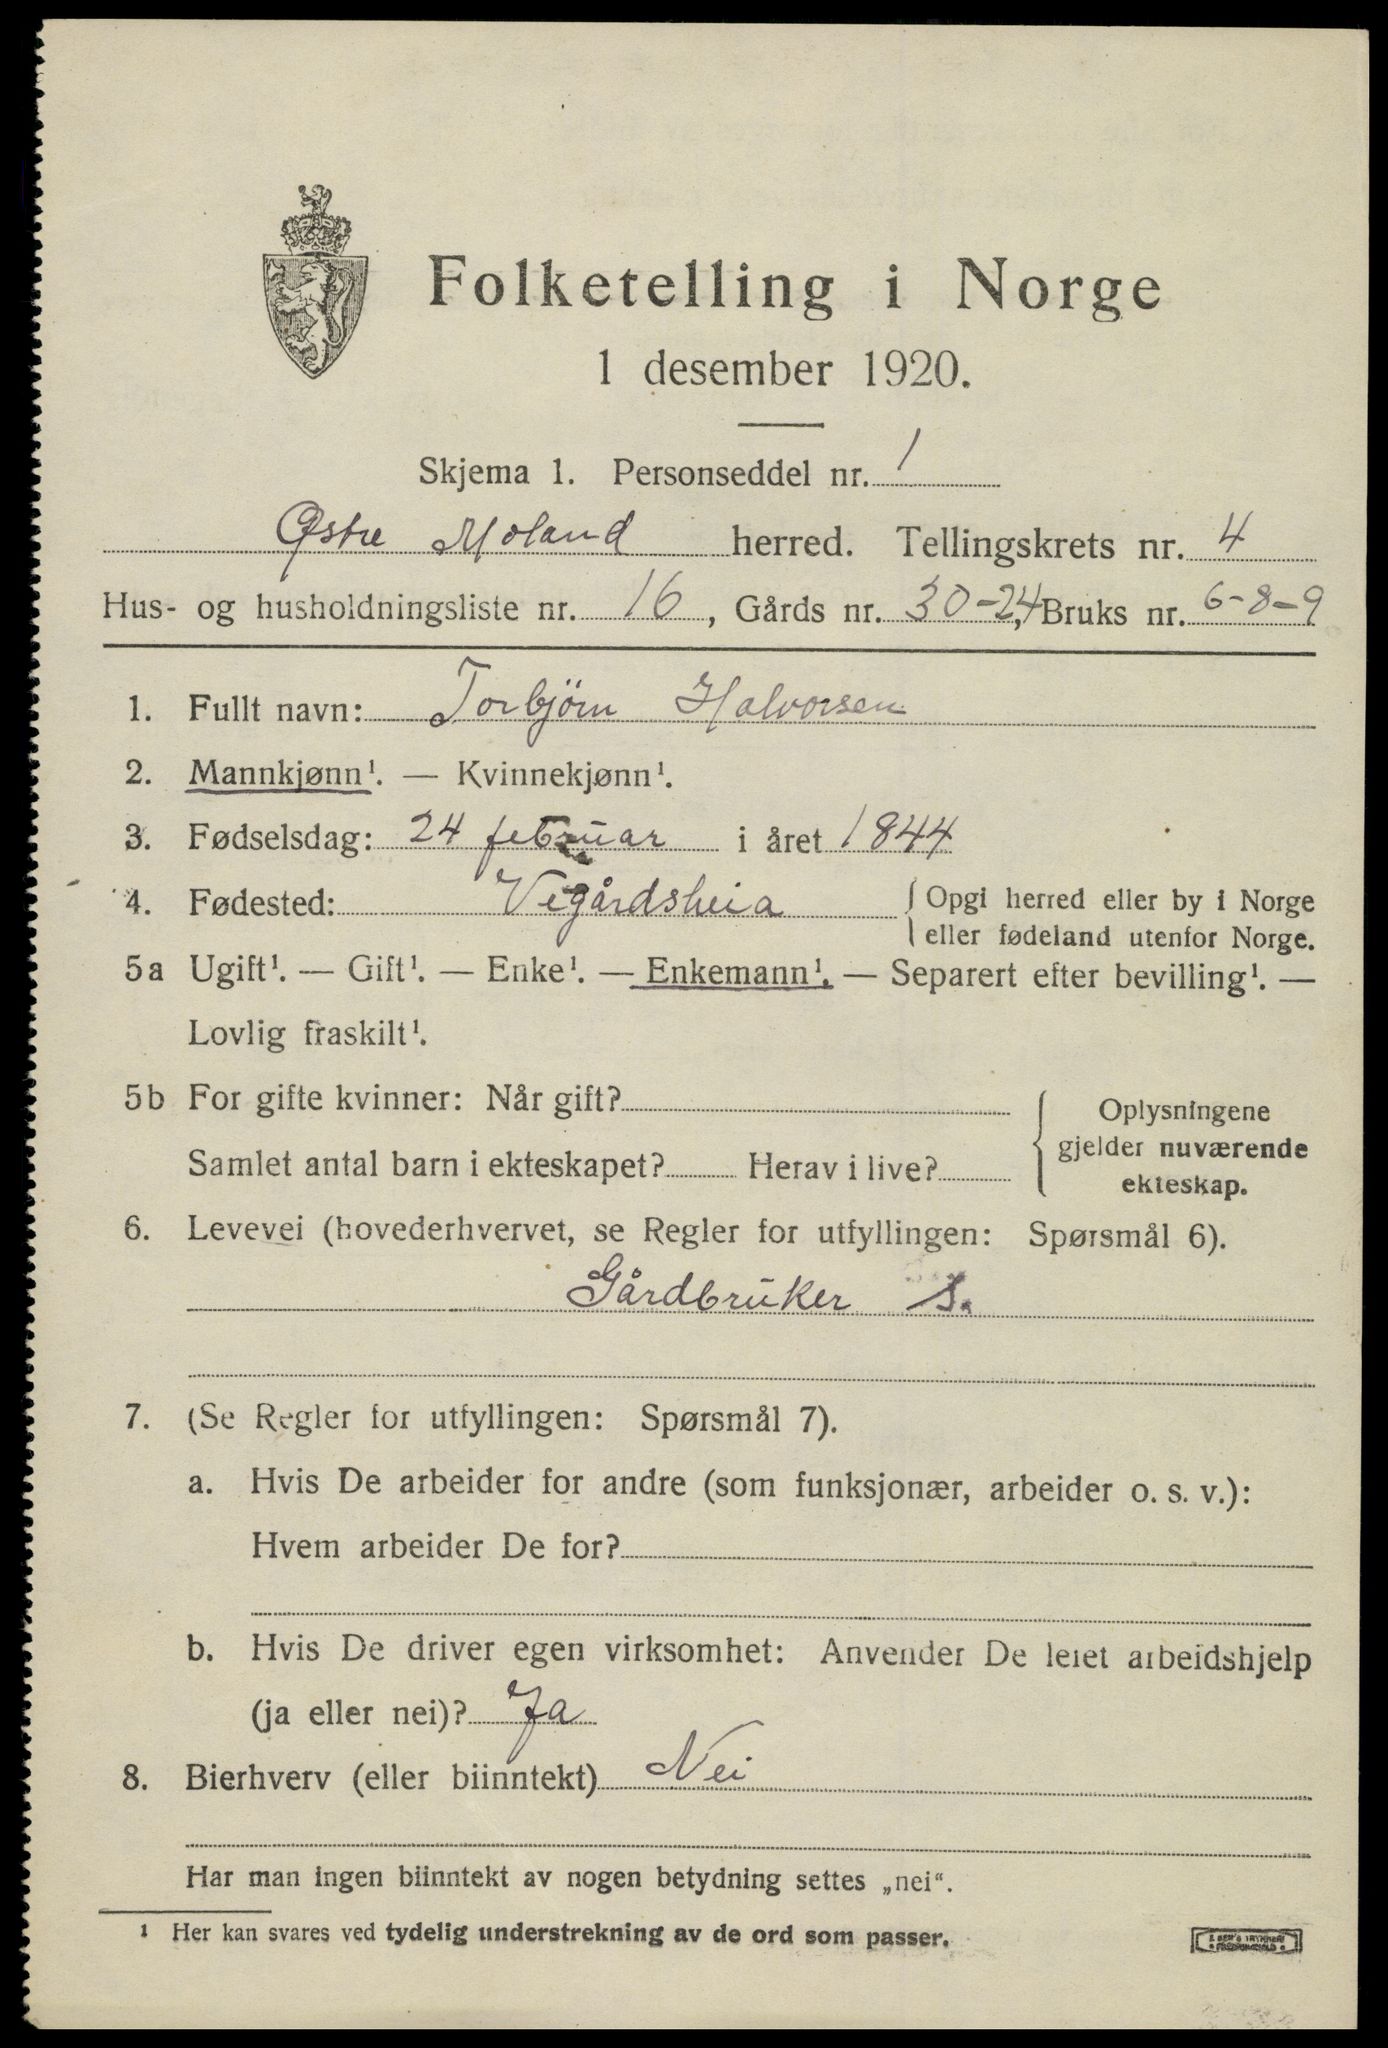 Folketelling i Norge
1 desember 1920.
Skjema 1. Personseddel nr. 1
Østre Moland herred. Tellingskrets nr. 4
Hus- og husholdningsliste nr. 16, Gårds nr. 30-24, Bruks nr. 6-8-9
1. Fullt navn: Torbjörn Halvorsen
2. Mannkjønn¹. — Kvinnekjønn¹.
3. Fødselsdag: 24 februar i året 1844
4. Fødested: Vegårdsheia { Opgi herred eller by i Norge
eller fødeland utenfor Norge.
5a Ugift¹. — Gift¹. — Enke¹. — Enkemann¹. — Separert efter bevilling¹. —
Lovlig fraskilt¹.
5b For gifte kvinner: Når gift?
Samlet antal barn i ekteskapet? Herav i live?
{ Oplysningene
gjelder nuværende
ekteskap.
6. Levevei (hovederhvervet, se Regler for utfyllingen: Spørsmål 6).
Gårdbruker S.
7. (Se Regler for utfyllingen: Spørsmål 7).
a. Hvis De arbeider for andre (som funksjonær, arbeider o. s. v.):
Hvem arbeider De for?
b. Hvis De driver egen virksomhet: Anvender De leiet arbeidshjelp
(ja eller nei)? Ja
8. Bierhverv (eller biinntekt) Nei
Har man ingen biinntekt av nogen betydning settes „nei“.
¹ Her kan svares ved tydelig understrekning av de ord som passer.